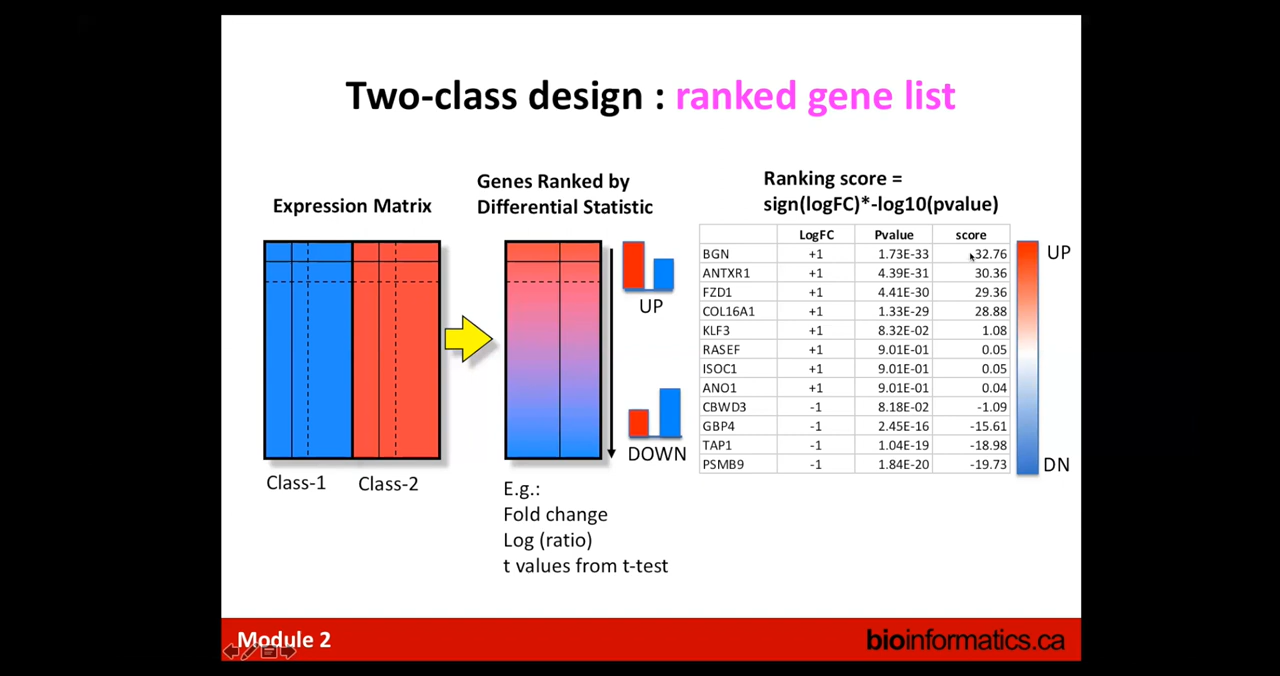 Two-class design : ranked gene list
Expression Matrix
Class-1 Class-2
Genes Ranked by
Differential Statistic
UP
DOWN
E.g.:
Fold change
Log (ratio)
t values from t-test
Ranking score =
sign(logFC)*-log10(pvalue)
LogFC Pvalue score
BGN +1 1.73E-33 32.76
ANTXR1 +1 4.39E-31 30.36
FZD1 +1 4.41E-30 29.36
COL16A1 +1 1.33E-29 28.88
KLF3 +1 8.32E-02 1.08
RASEF +1 9.01E-01 0.05
ISOC1 +1 9.01E-01 0.05
ANO1 +1 9.01E-01 0.04
CBWD3 -1 8.18E-02 -1.09
GBP4 -1 2.45E-16 -15.61
TAP1 -1 1.04E-19 -18.98
PSMB9 -1 1.84E-20 -19.73
UP
DN
Module 2
bioinformatics.ca